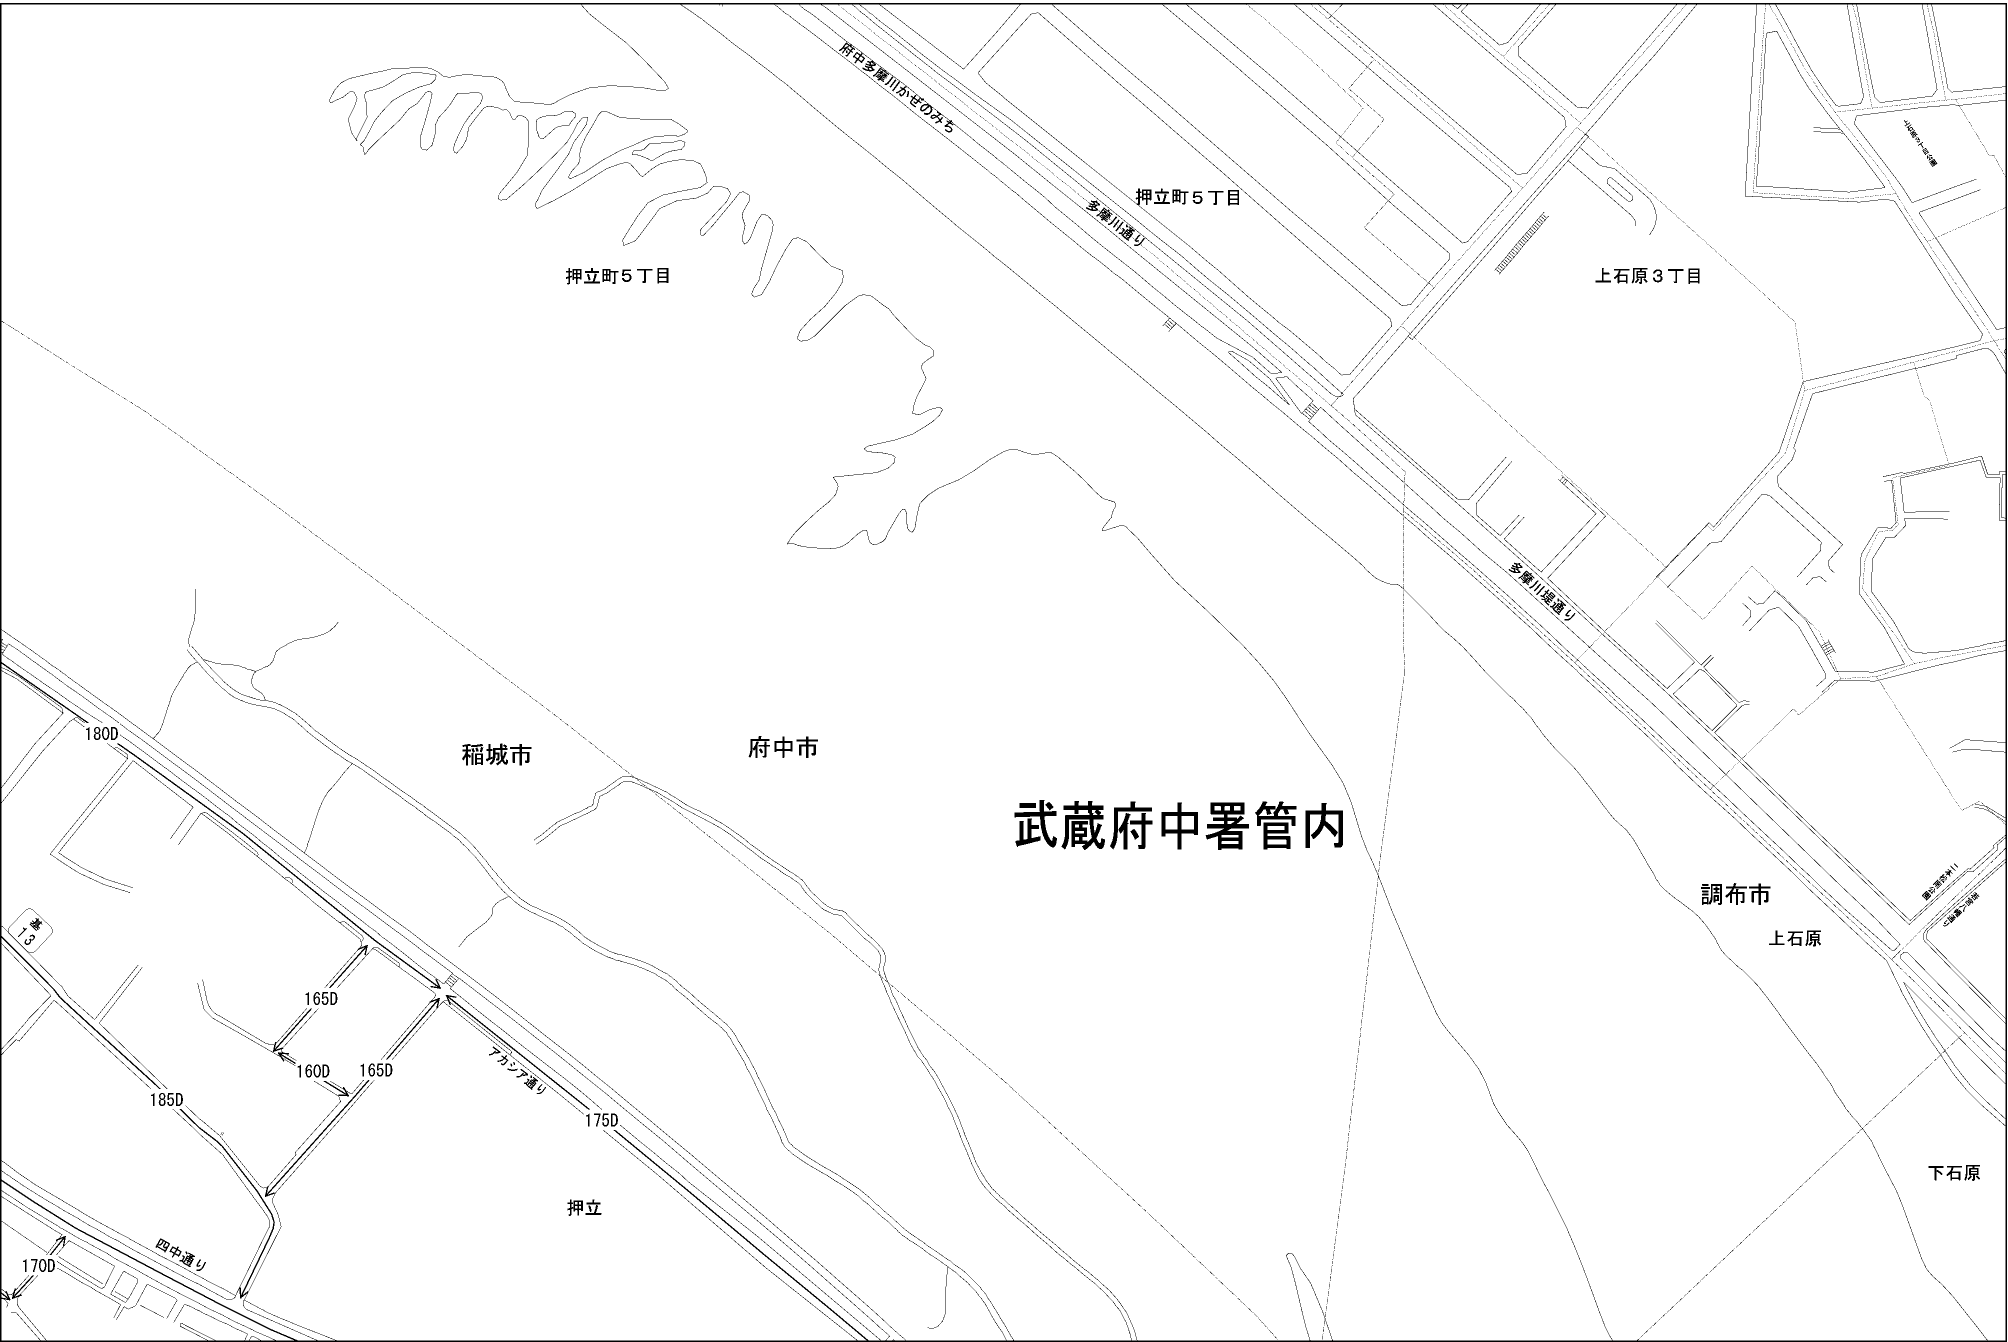 府中多摩川かぜのみち
押立町５丁目
多摩川通り
押立町５丁目
上石原３丁目
多摩川堤通り
180D
稲城市
府中市
武蔵府中署管内
調布市
上石原
基
13
165D
160D
165D
アカシア通り
185D
175D
下石原
押立
四中通り
170D